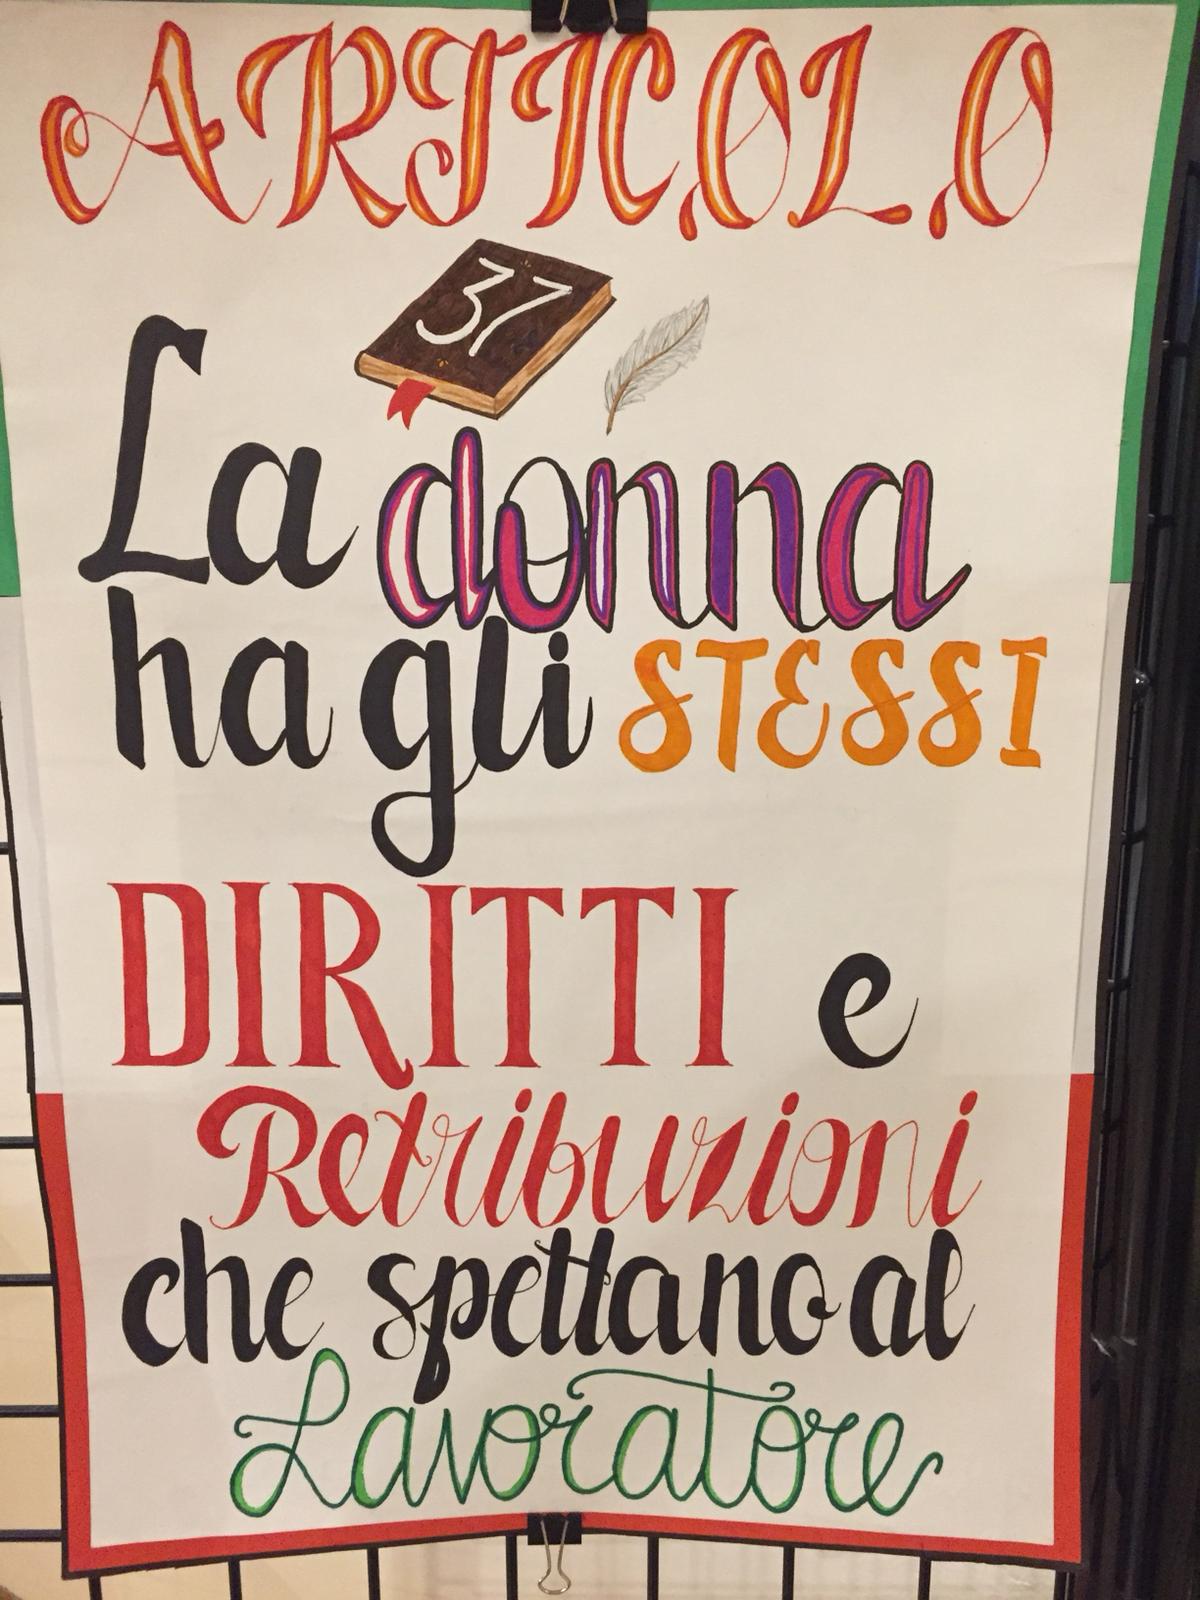 ARTICOLO
37
La donna
ha gli STESSI
DIRITTI e
Retribuzioni
che spettano al
Lavoratore